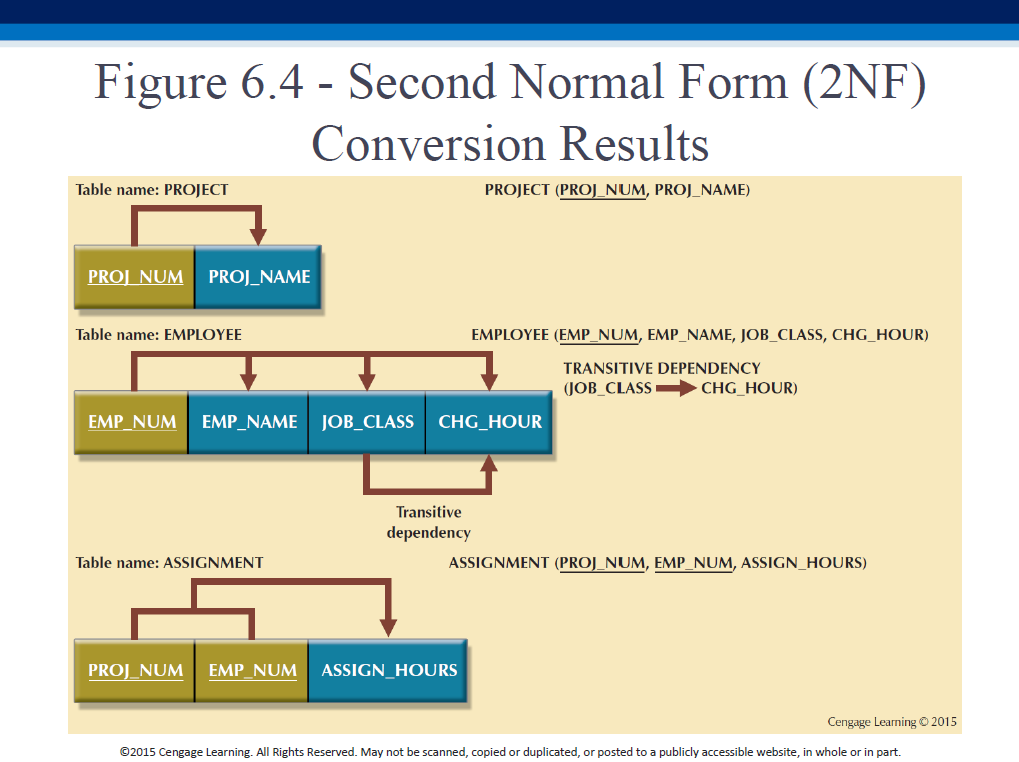 Figure 6.4 - Second Normal Form (2NF)
Conversion Results
Table name: PROJECT
PROJECT (PROJ_NUM, PROJ_NAME)
PROJ_NUM
PROJ_NAME
Table name: EMPLOYEE
EMPLOYEE (EMP_NUM, EMP_NAME, JOB_CLASS, CHG_HOUR)
TRANSITIVE DEPENDENCY
(JOB_CLASS CHG_HOUR)
EMP_NUM
EMP_NAME
JOB_CLASS
CHG_HOUR
Transitive
dependency
Table name: ASSIGNMENT
ASSIGNMENT (PROJ_NUM, EMP_NUM, ASSIGN_HOURS)
PROJ_NUM
EMP_NUM
ASSIGN_HOURS
Cengage Learning © 2015
©2015 Cengage Learning. All Rights Reserved. May not be scanned, copied or duplicated, or posted to a publicly accessible website, in whole or in part.